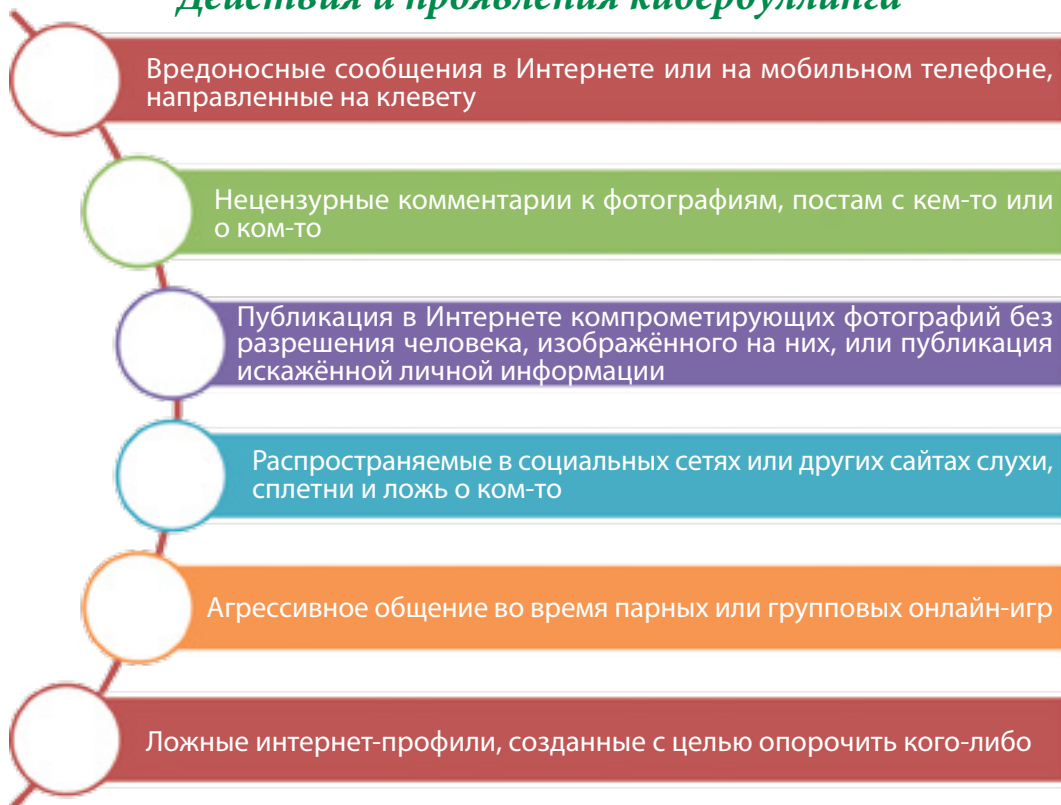 Действия и проявления кибербуллинга
Вредоносные сообщения в Интернете или на мобильном телефоне,
направленные на клевету
Нецензурные комментарии к фотографиям, постам с кем-то или
о ком-то
Публикация в Интернете компрометирующих фотографий без
разрешения человека, изображённого на них, или публикация
искажённой личной информации
Распространяемые в социальных сетях или других сайтах слухи,
сплетни и ложь о ком-то
Агрессивное общение во время парных или групповых онлайн-игр
Ложные интернет-профили, созданные с целью опорочить кого-либо